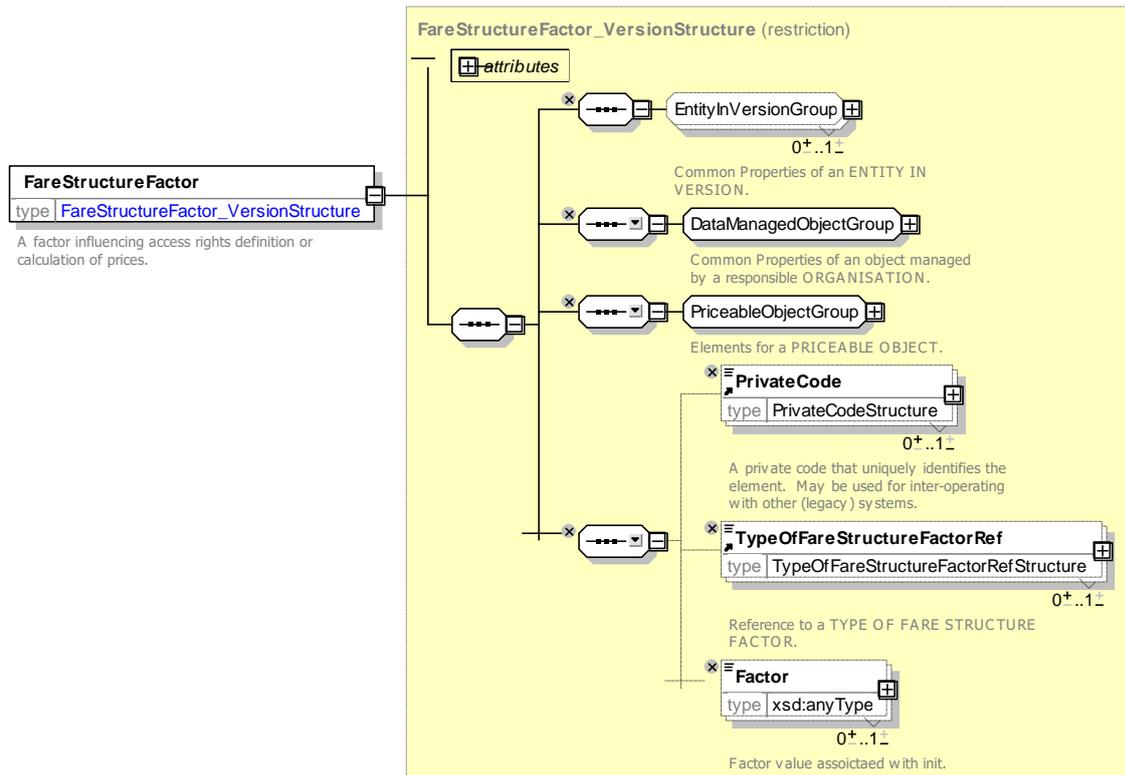 FareStructureFactor_VersionStructure (restriction)
attributes
EntityInVersionGroup
0±..1±
Common Properties of an ENTITY IN
VERSION.
FareStructureFactor
type FareStructureFactor_VersionStructure
A factor influencing access rights definition or
calculation of prices.
DataManagedObjectGroup
Common Properties of an object managed
by a responsible ORGANISATION.
PriceableObjectGroup
Elements for a PRICEABLE OBJECT.
PrivateCode
type PrivateCodeStructure
0±..1±
A private code that uniquely identifies the
element. May be used for inter-operating
with other (legacy) systems.
TypeOfFareStructureFactorRef
type TypeOfFareStructureFactorRefStructure
0±..1±
Reference to a TYPE OF FARE STRUCTURE
FACTOR.
Factor
type xsd:anyType
0±..1±
Factor value assoictaed with init.